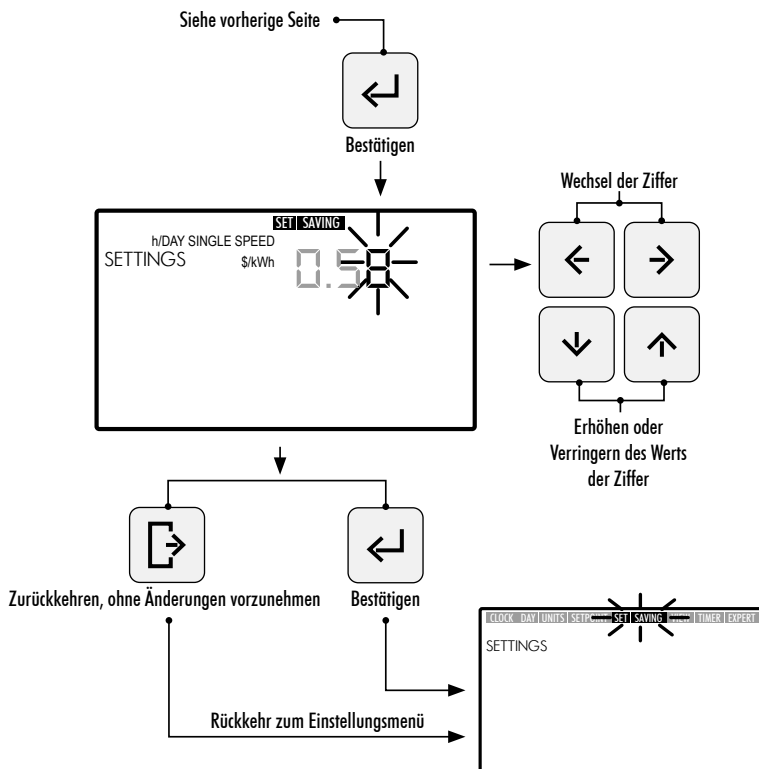 Siehe vorherige Seite
Bestätigen
Wechsel der Ziffer
SET SAVING
h/DAY SINGLE SPEED
SETTINGS $/kWh 0.58
Erhöhen oder
Verringern des Werts
der Ziffer
Zurückkehren, ohne Änderungen vorzunehmen
Bestätigen
CLOCK DAY UNITS SET SAVING TIMER EXPERT
SETTINGS
Rückkehr zum Einstellungsmenü